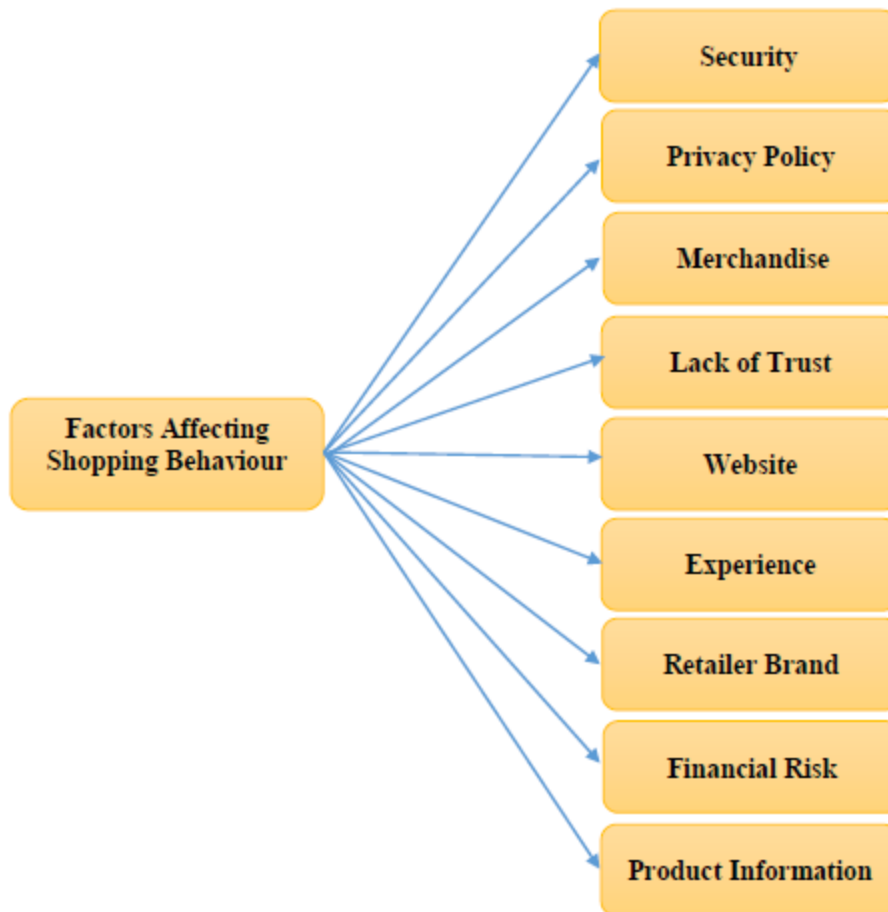 Security
Privacy Policy
Merchandise
Lack of Trust
Factors Affecting
Shopping Behaviour
Website
Experience
Retailer Brand
Financial Risk
Product Information